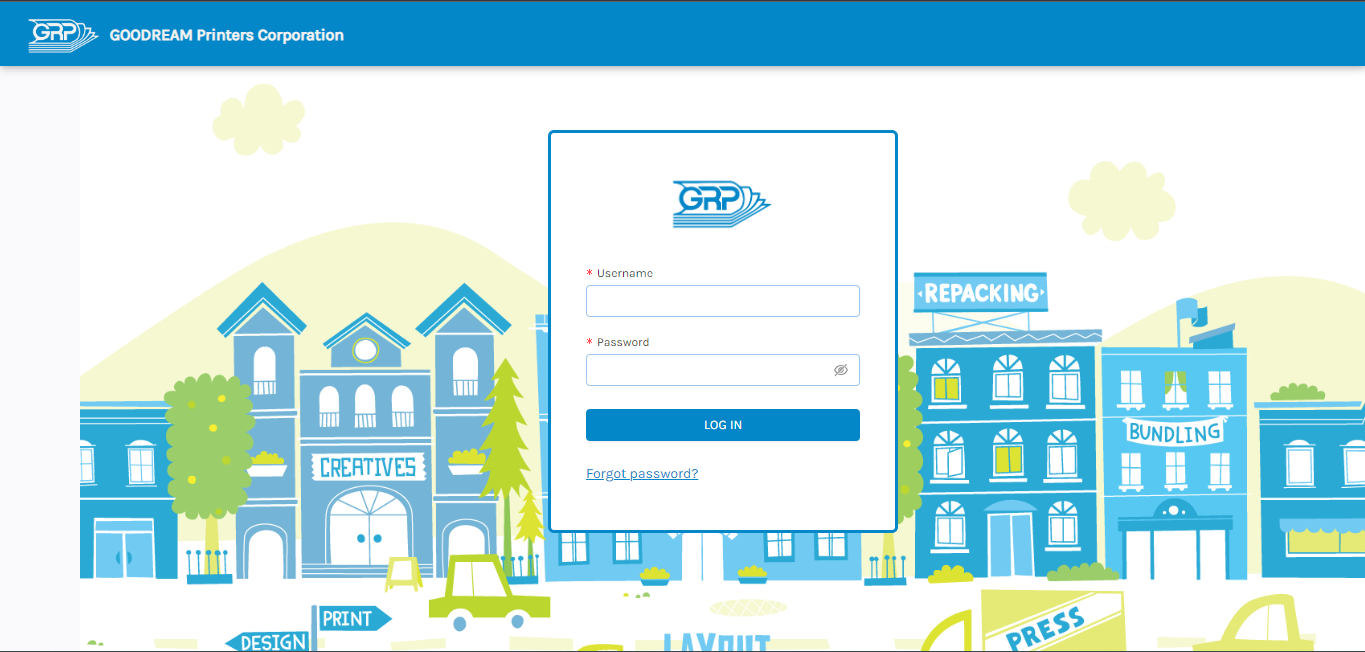 GRP GOODREAM Printers Corporation
GRP
* Username
* Password
LOG IN
Forgot password?
REPACKING
BUNDLING
CREATIVES
PRINT
DESIGN
LAYOUT
PRESS